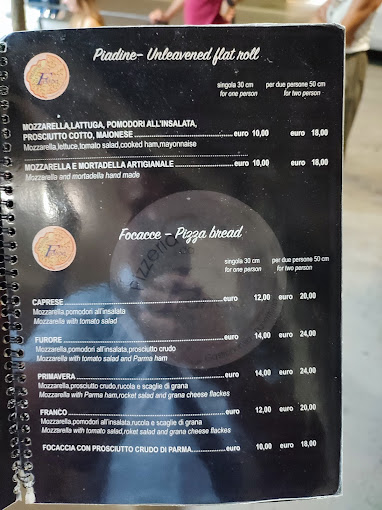 Piadine- Unleavened flat roll
singola 30 cm per due persone 50 cm
for one person for two person
MOZZARELLA,LATTUGA, POMODORI ALL'INSALATA,
PROSCIUTTO COTTO, MAIONESE euro 10,00 euro 18,00
Mozzarella,lettuce,tomato salad,cooked ham,mayonnaise
MOZZARELLA E MORTADELLA ARTIGIANALE euro 10,00 euro 18,00
Mozzarella and mortadella hand made
Focacce - Pizza bread
singola 30 cm per due persone 50 cm
for one person for two person
CAPRESE euro 12,00 euro 20,00
Mozzarella,pomodori all'insalata
Mozzarella with tomato salad
FURORE euro 14,00 euro 24,00
Mozzarella,pomodori all'insalata,prosciutto crudo
Mozzarella with tomato salad and Parma ham
PRIMAVERA euro 14,00 euro 24,00
Mozzarella,prosciutto crudo,rucola e scaglie di grana
Mozzarella with Parma ham,rocket salad and grana cheese flackes
FRANCO euro 12,00 euro 20,00
Mozzarella,pomodori all'insalata,rucola e scaglie di grana
Mozzarella with tomato salad,roket salad and grana cheese flackes
FOCACCIA CON PROSCIUTTO CRUDO DI PARMA euro 10,00 euro 18,00